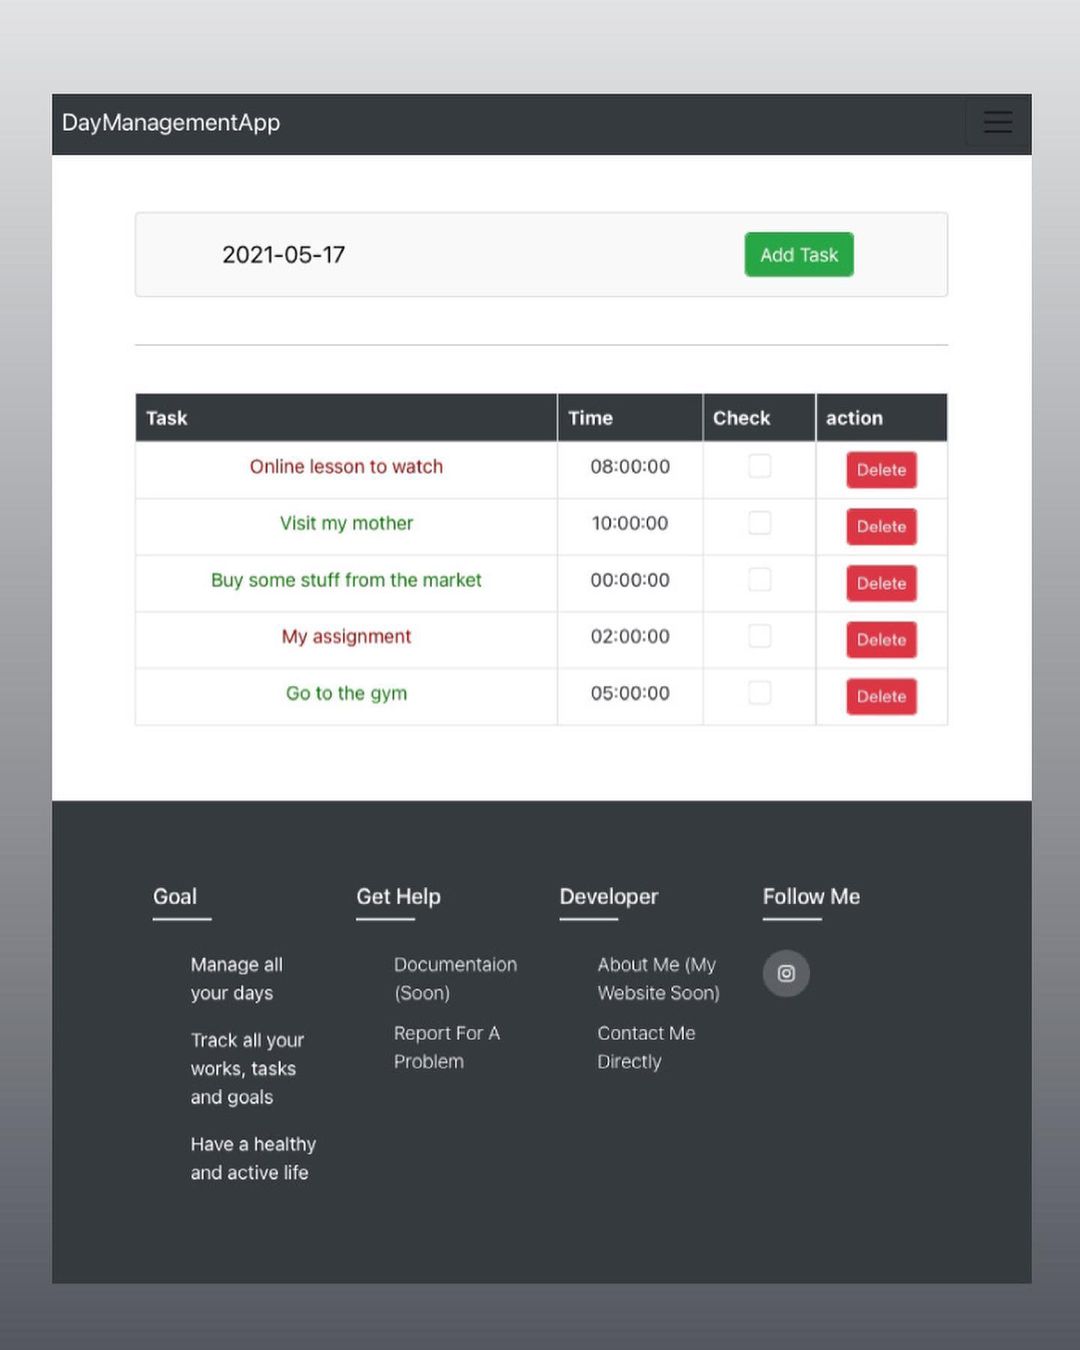 DayManagementApp
2021-05-17
Add Task
Task Time Check action
Online lesson to watch 08:00:00 Delete
Visit my mother 10:00:00 Delete
Buy some stuff from the market 00:00:00 Delete
My assignment 02:00:00 Delete
Go to the gym 05:00:00 Delete
Goal
Manage all
your days
Track all your
works, tasks
and goals
Have a healthy
and active life
Get Help
Documentaion
(Soon)
Report For A
Problem
Developer
About Me (My
Website Soon)
Contact Me
Directly
Follow Me